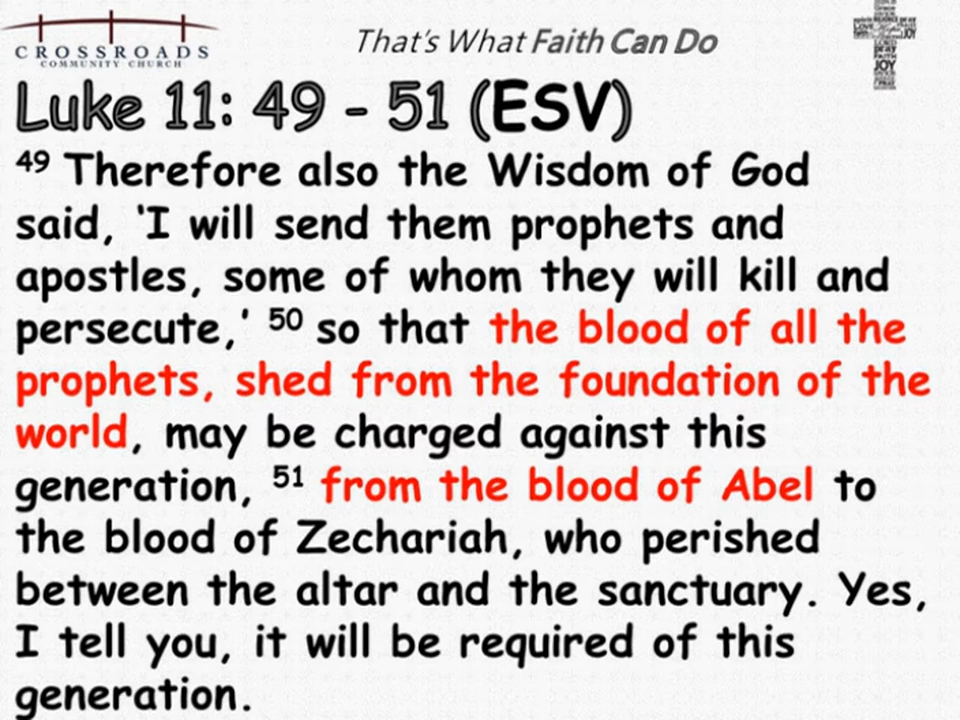 CROSSROADS
COMMUNITY CHURCH
That's What Faith Can Do
JOY
Luke 11: 49 - 51 (ESV)
49 Therefore also the Wisdom of God
said, 'I will send them prophets and
apostles, some of whom they will kill and
persecute,' 50 so that the blood of all the
prophets, shed from the foundation of the
world, may be charged against this
generation, 51 from the blood of Abel to
the blood of Zechariah, who perished
between the altar and the sanctuary Yes,
I tell you, it will be required of this
generation.